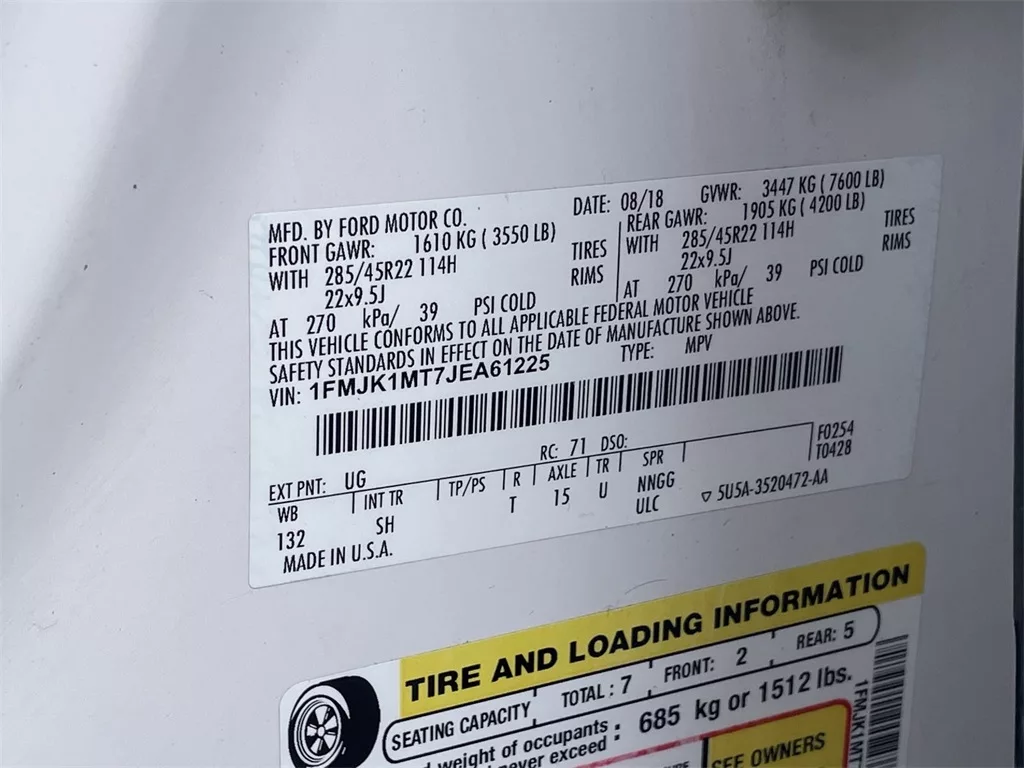 MFD. BY FORD MOTOR CO. DATE: 08/18 GVWR: 3447 KG ( 7600 LB)
FRONT GAWR: 1610 KG ( 3550 LB) REAR GAWR: 1905 KG ( 4200 LB)
WITH 285/45R22 114H TIRES WITH 285/45R22 114H TIRES
22x9.5J RIMS 22x9.5J RIMS
AT 270 kPa/ 39 PSI COLD AT 270 kPa/ 39 PSI COLD
THIS VEHICLE CONFORMS TO ALL APPLICABLE FEDERAL MOTOR VEHICLE
SAFETY STANDARDS IN EFFECT ON THE DATE OF MANUFACTURE SHOWN ABOVE.
VIN: 1FMJK1MT7JEA61225 TYPE: MPV
F0254
T0428
EXT PNT: UG RC: 71 DSO:
WB INT TR TP/PS R AXLE TR SPR
132 SH T 15 U NNGG
ULC
▽ 5U5A-3520472-AA
MADE IN U.S.A.
TIRE AND LOADING INFORMATION
SEATING CAPACITY TOTAL : 7 FRONT: 2 REAR: 5
weight of occupants
never exceed : 685 kg or 1512 lbs.
SEE OWNERS
1FMJK1MT